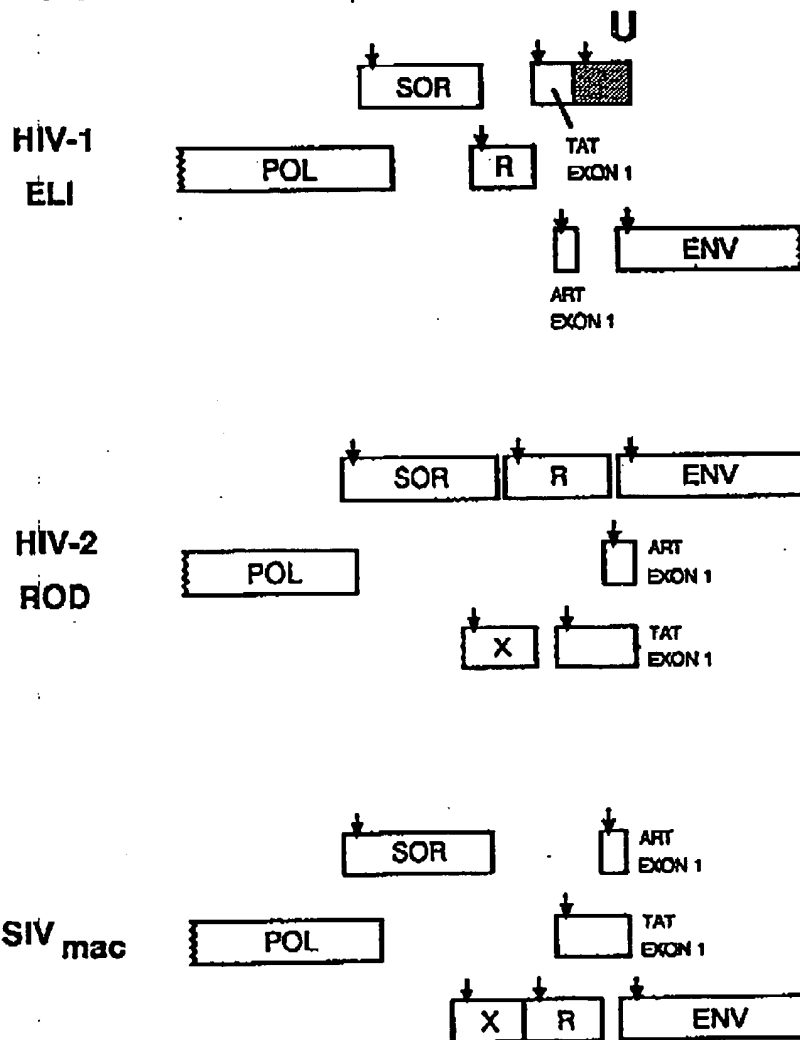 U
SOR
TAT
EXON 1
HIV-1
ELI
POL
R
ENV
ART
EXON 1
SOR
R
ENV
HIV-2
ROD
POL
ART
EXON 1
X
TAT
EXON 1
SOR
ART
EXON 1
SIV mac
POL
TAT
EXON 1
X
R
ENV